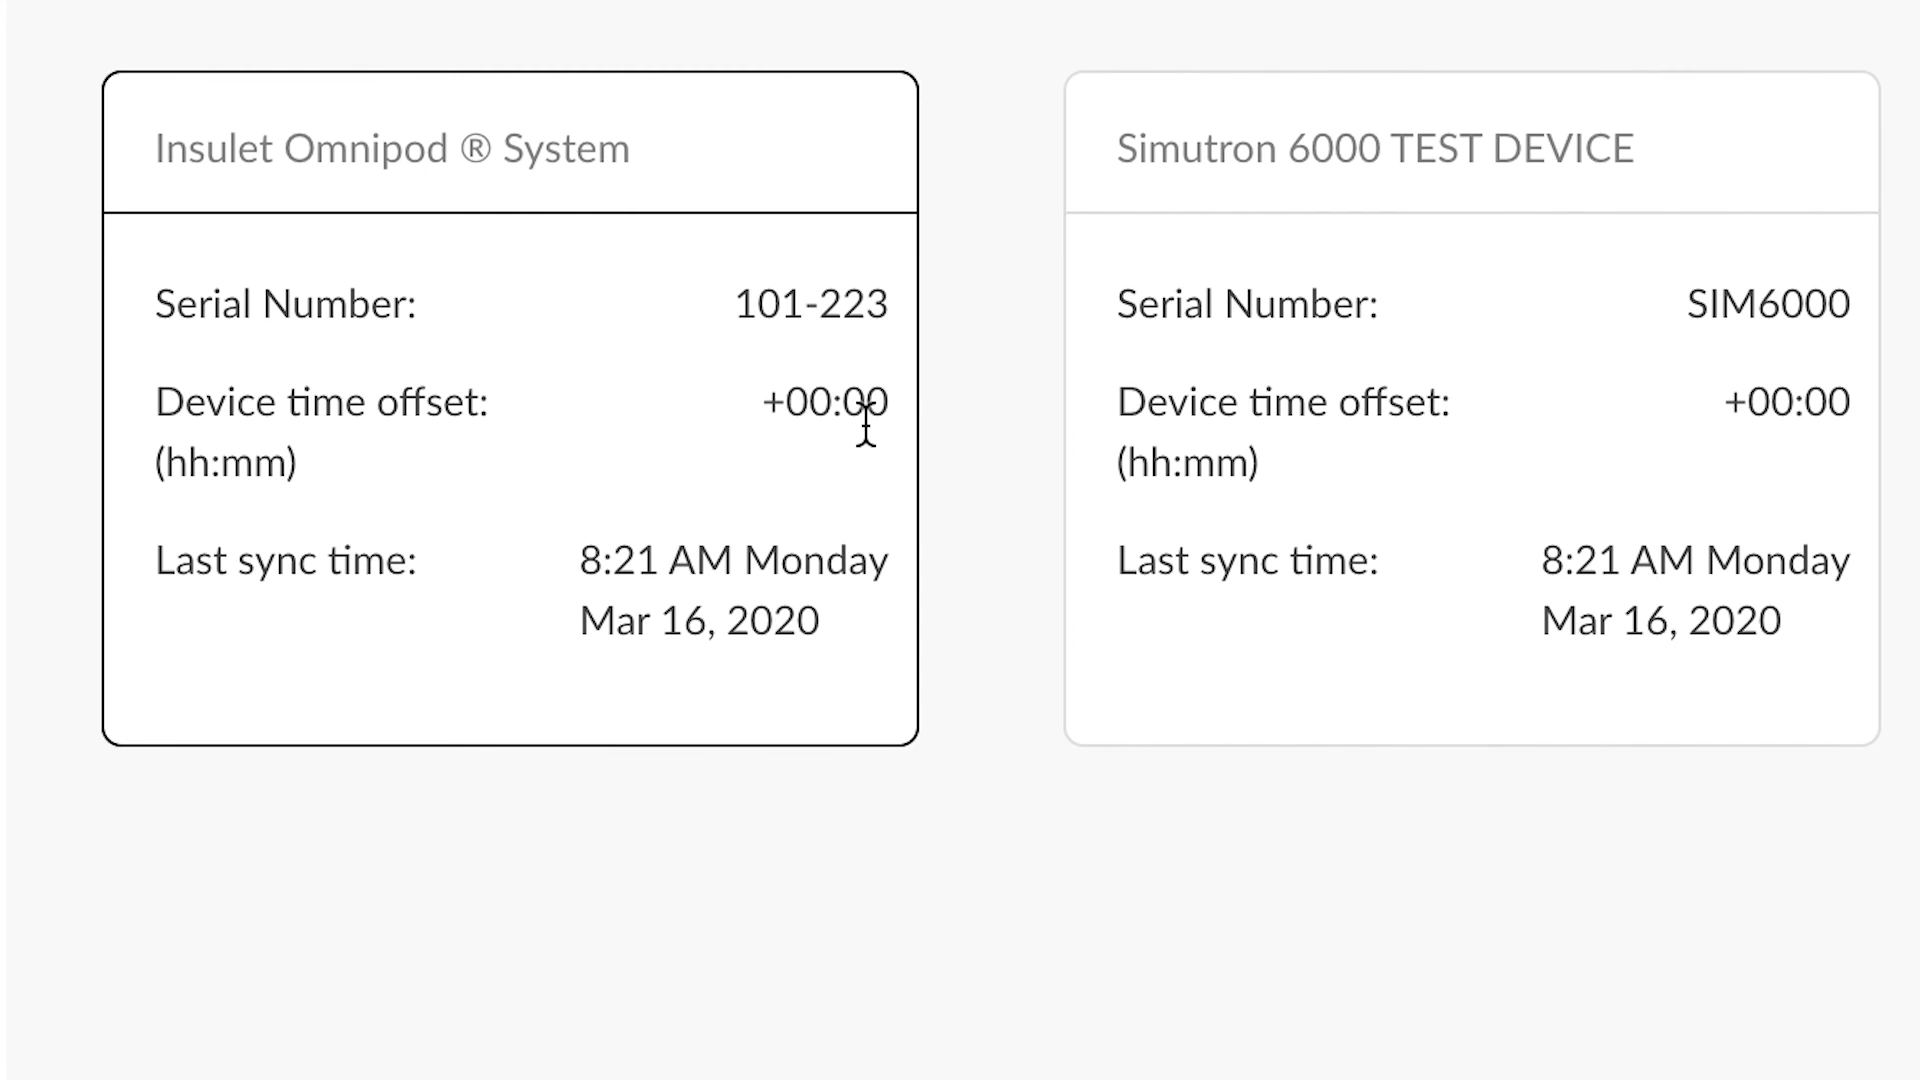 Insulet Omnipod ® System
Serial Number: 101-223
Device time offset: +00:00
(hh:mm)
Last sync time: 8:21 AM Monday
Mar 16, 2020
Simutron 6000 TEST DEVICE
Serial Number: SIM6000
Device time offset: +00:00
(hh:mm)
Last sync time: 8:21 AM Monday
Mar 16, 2020